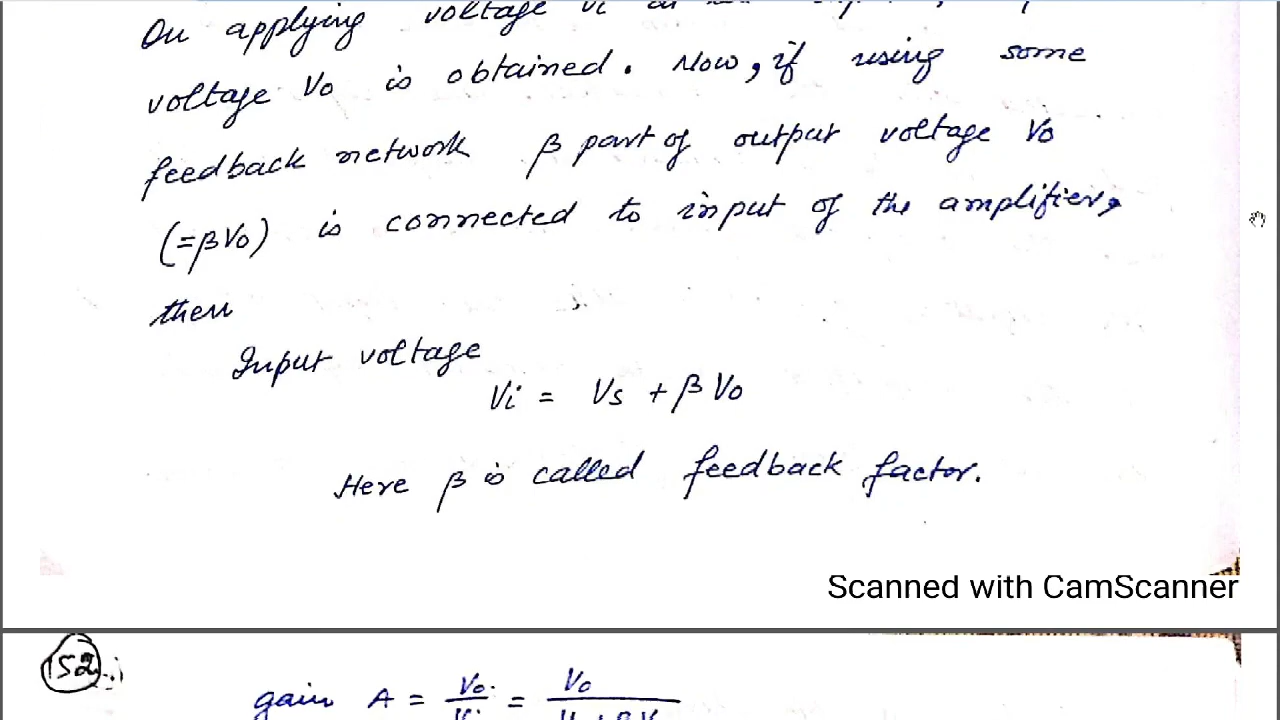 On applying voltage Vi
voltage Vo is obtained. Now, if using some
feedback network β part of output voltage Vo
(=βVo) is connected to input of the amplifier,
then
Input voltage
Vi = Vs + βVo
Here β is called feedback factor.
Scanned with CamScanner
152
gain A = Vo/Vi = Vo